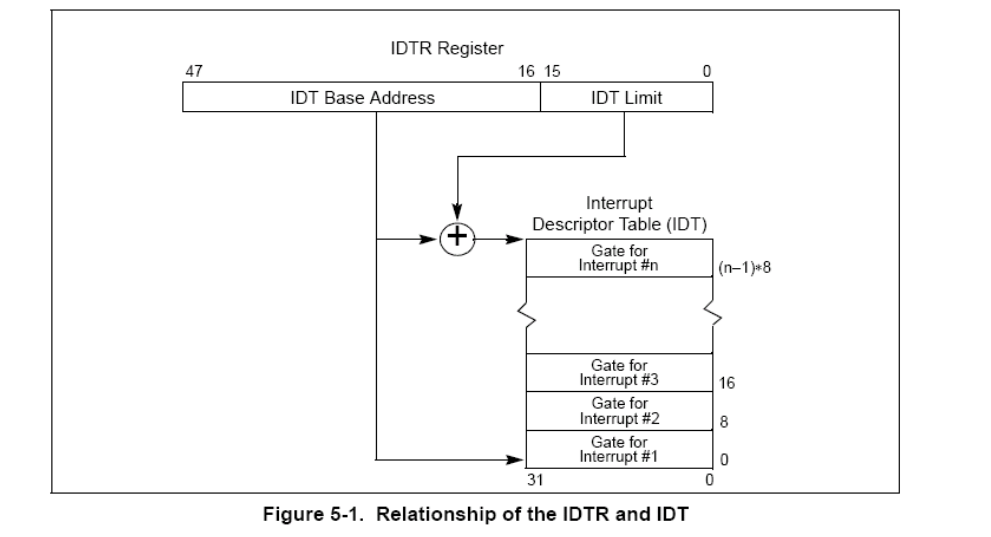 IDTR Register
47 16 15 0
IDT Base Address IDT Limit
+
Interrupt
Descriptor Table (IDT)
Gate for
Interrupt #n
(n–1)*8
Gate for
Interrupt #3
16
Gate for
Interrupt #2
8
Gate for
Interrupt #1
0
31 0
Figure 5-1. Relationship of the IDTR and IDT